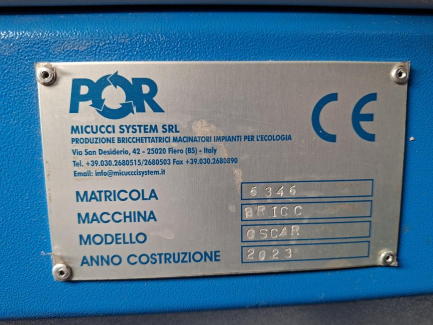 POR
MICUCCI SYSTEM SRL
PRODUZIONE BRICCHETTATRICI MACINATORI IMPIANTI PER L'ECOLOGIA
Via San Desiderio, 42 - 25020 Flero (BS) - Italy
Tel. +39.030.2680515/2680503 Fax +39.030.2680890
Email: info@micuccisystem.it
CE
MATRICOLA 6346
MACCHINA BRICC
MODELLO OSCAR
ANNO COSTRUZIONE 2023